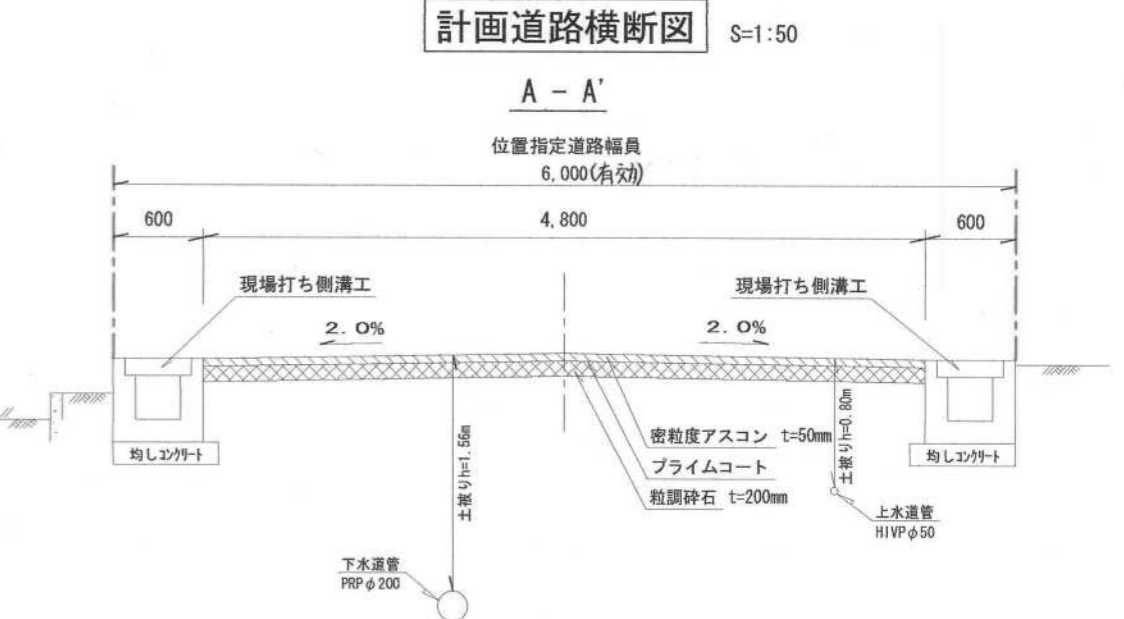 計画道路横断図 S=1:50
A - A'
位置指定道路幅員
6,000(有効)
600 4,800 600
現場打ち側溝工 現場打ち側溝工
2.0% 2.0%
土被りh=1.56m
土被りh=0.80m
密粒度アスコン t=50mm
プライムコート
粒調砕石 t=200mm
均しコンクリート 均しコンクリート
上水道管
HIVPφ50
下水道管
PRPφ200